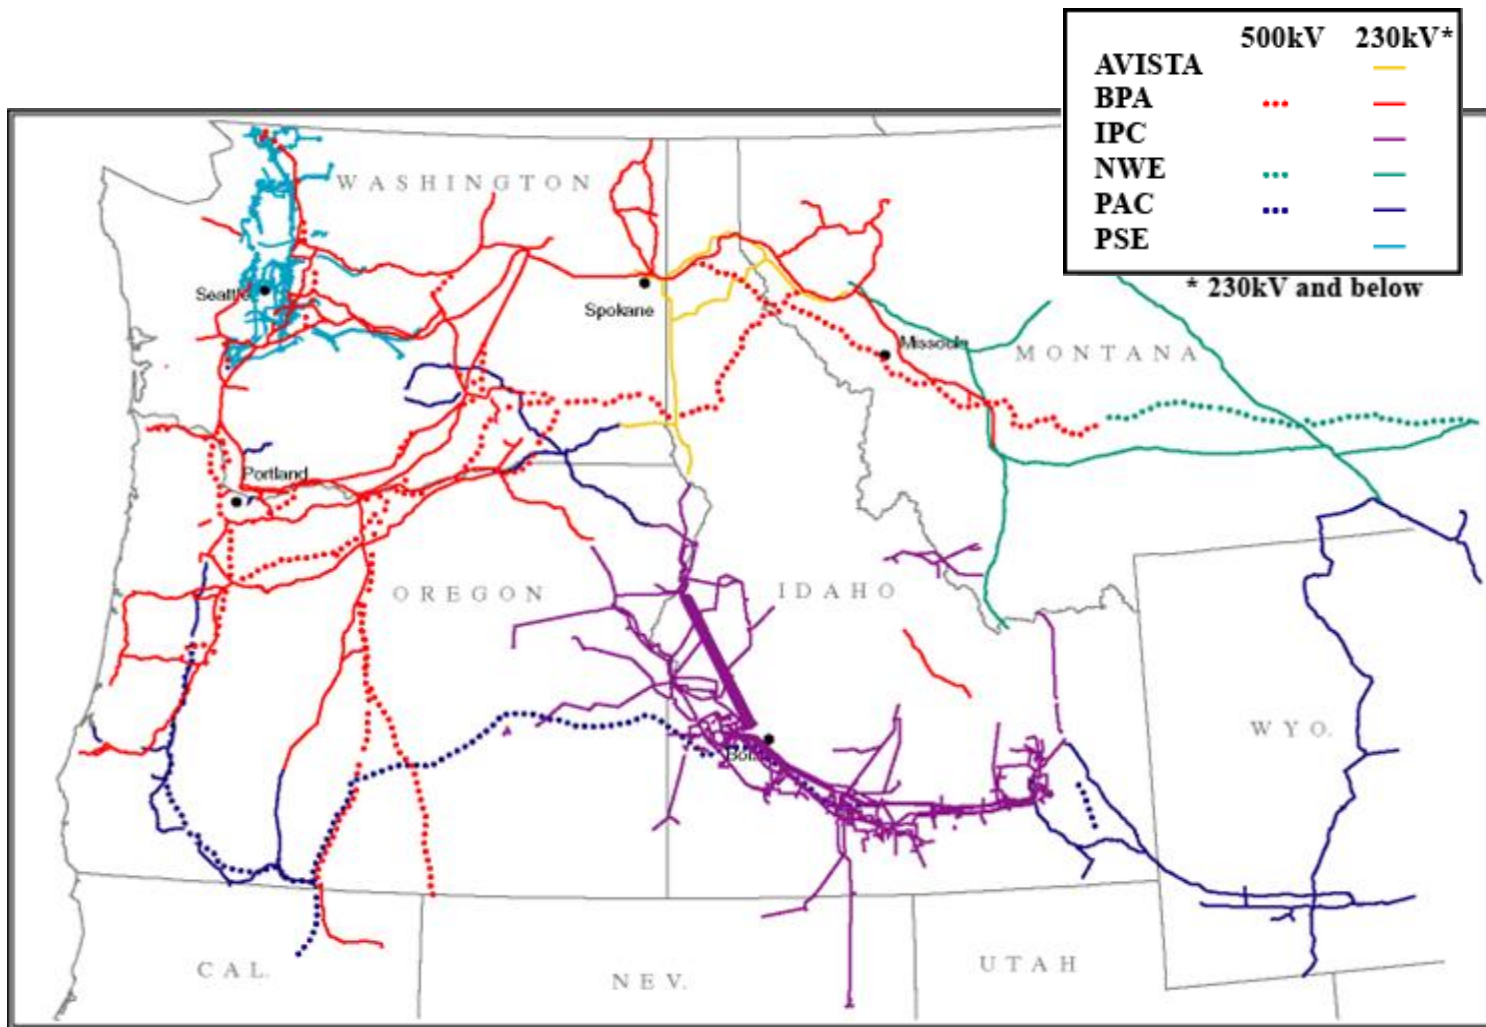 500kV 230kV*
AVISTA
BPA
IPC
NWE
PAC
PSE
* 230kV and below
WASHINGTON
Seattle
Spokane
Missoula
MONTANA
Portland
OREGON
IDAHO
WYO.
CAL.
NEV.
UTAH